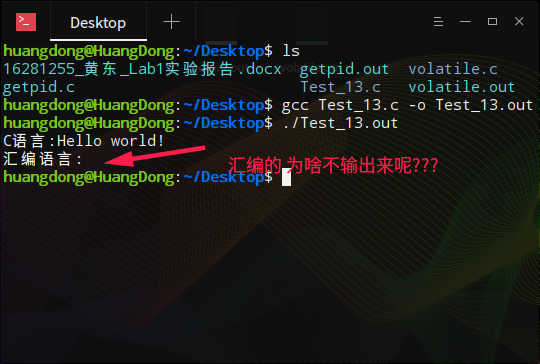 Desktop
huangdong@HuangDong:~/Desktop$ ls
16281255_黄东_Lab1实验报告.docx getpid.out volatile.c
getpid.c Test_13.c volatile.out
huangdong@HuangDong:~/Desktop$ gcc Test_13.c -o Test_13.out
huangdong@HuangDong:~/Desktop$ ./Test_13.out
C语言:Hello world!
汇编语言:
汇编的 为啥不输出来呢???
huangdong@HuangDong:~/Desktop$